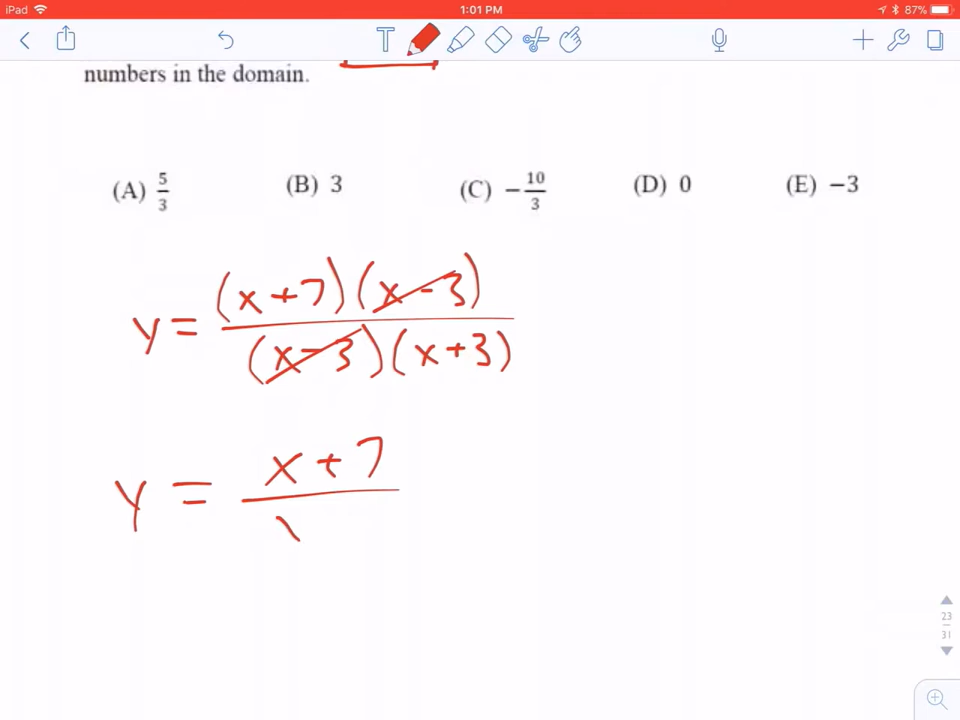 iPad 1:01 PM 87%
T
numbers in the domain.
(A) 5/3 (B) 3 (C) -10/3 (D) 0 (E) -3
y = (x+7)(x-3)
(x-3)(x+3)
y = x+7
23
31